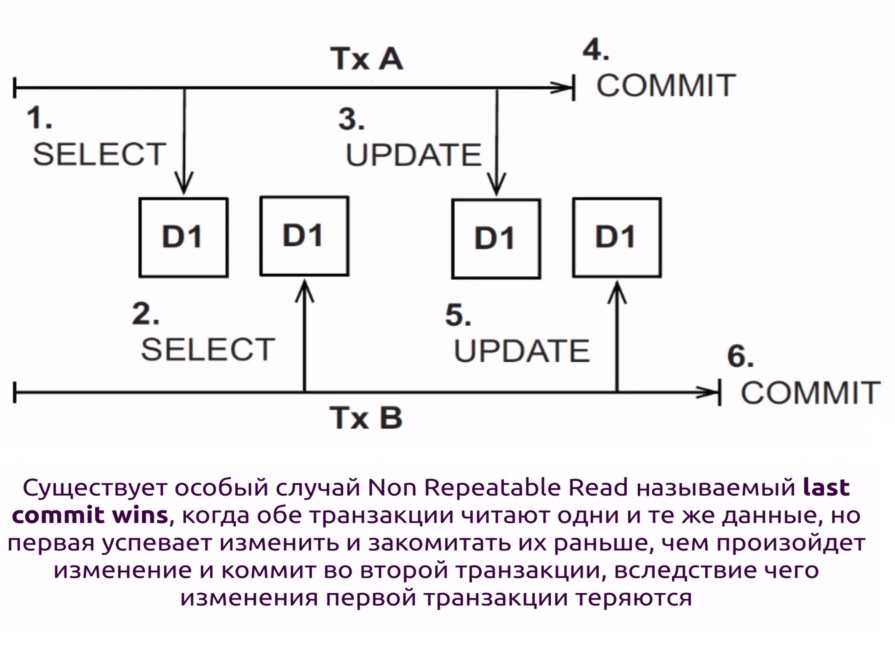 Tx A
4.
COMMIT
1.
SELECT
3.
UPDATE
D1
D1
D1
D1
2.
SELECT
5.
UPDATE
6.
COMMIT
Tx B
Существует особый случай Non Repeatable Read называемый last
commit wins, когда обе транзакции читают одни и те же данные, но
первая успевает изменить и закомитать их раньше, чем произойдет
изменение и коммит во второй транзакции, вследствие чего
изменения первой транзакции теряются